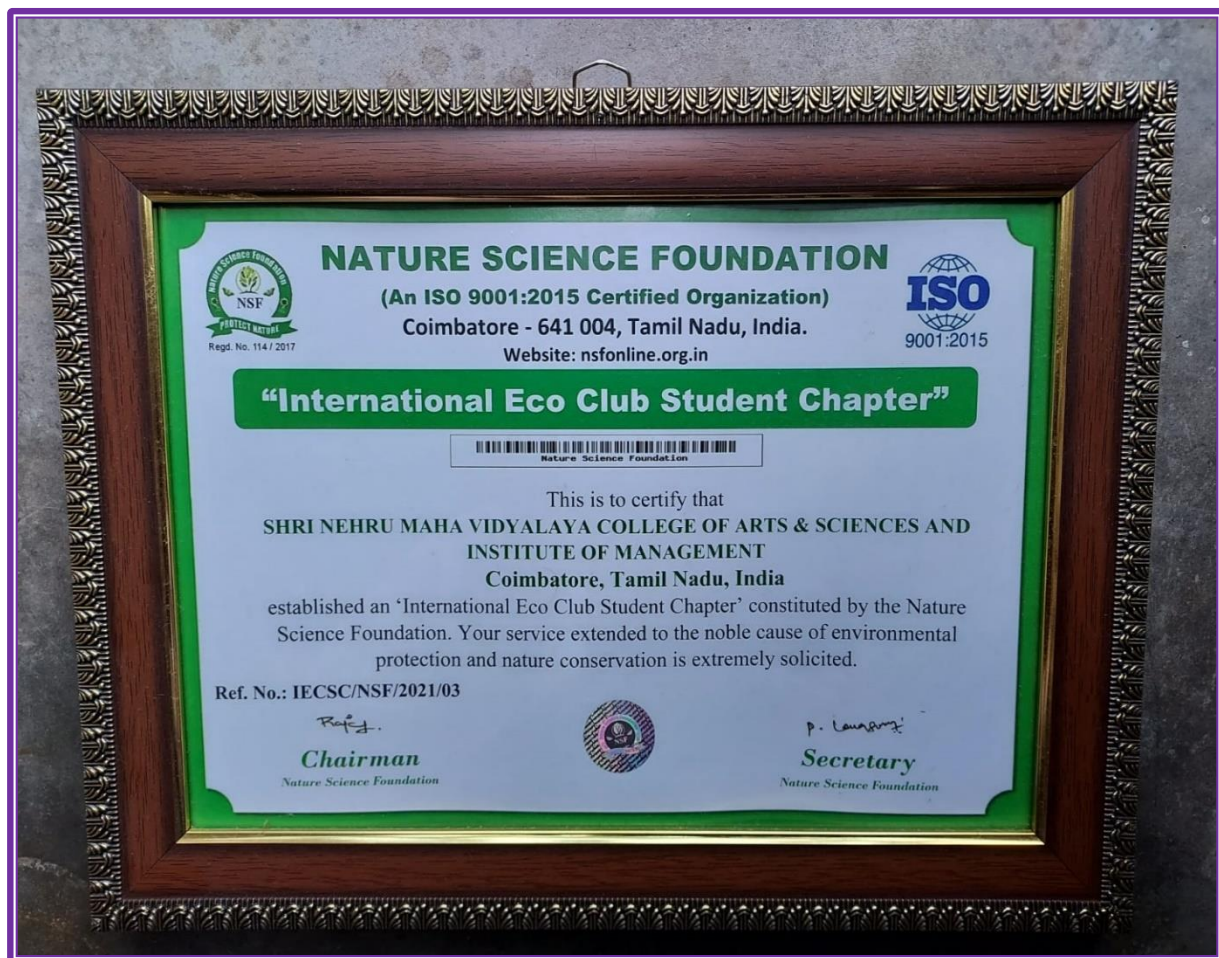 NATURE SCIENCE FOUNDATION
(An ISO 9001:2015 Certified Organization)
Coimbatore - 641 004, Tamil Nadu, India.
Website: nsfonline.org.in
Nature Science Foundation
NSF
PROTECT NATURE
Regd. No. 114 / 2017
ISO
9001:2015
“International Eco Club Student Chapter”
Nature Science Foundation
This is to certify that
SHRI NEHRU MAHA VIDYALAYA COLLEGE OF ARTS & SCIENCES AND
INSTITUTE OF MANAGEMENT
Coimbatore, Tamil Nadu, India
established an ‘International Eco Club Student Chapter’ constituted by the Nature
Science Foundation. Your service extended to the noble cause of environmental
protection and nature conservation is extremely solicited.
Ref. No.: IECSC/NSF/2021/03
Chairman
Nature Science Foundation
NSF
Secretary
Nature Science Foundation